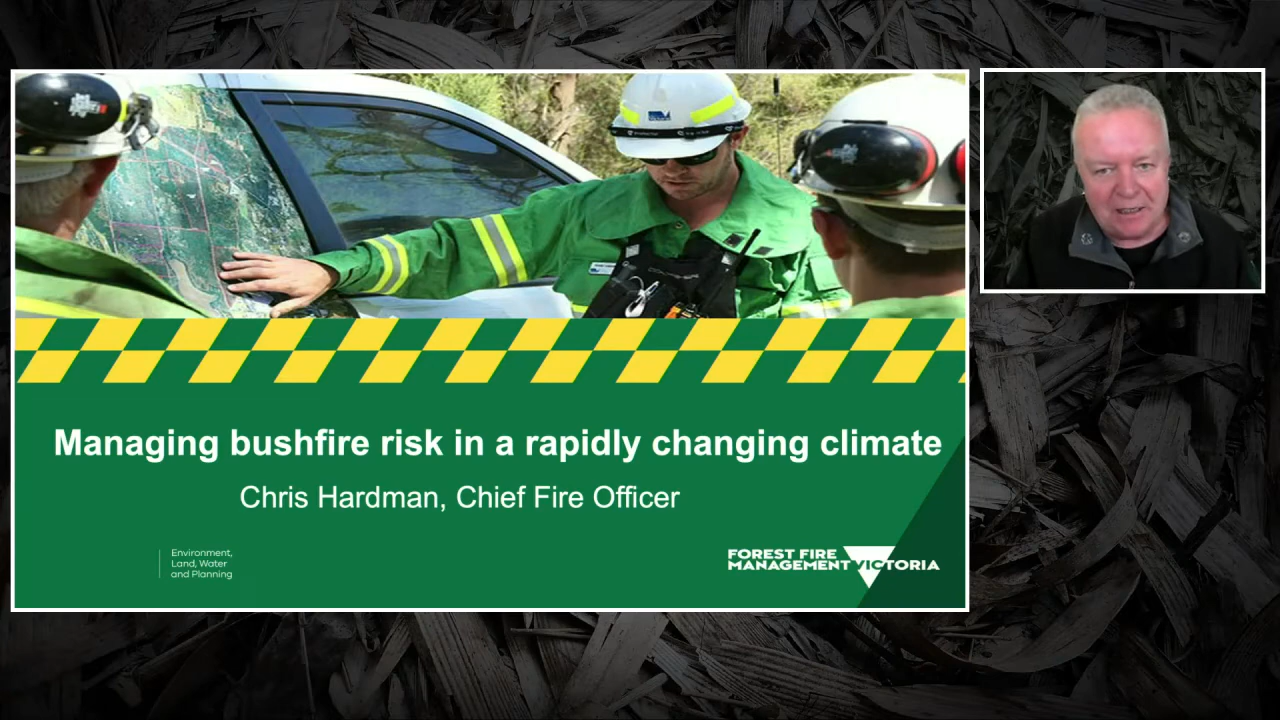 Managing bushfire risk in a rapidly changing climate
Chris Hardman, Chief Fire Officer
Environment,
Land, Water
and Planning
FOREST FIRE
MANAGEMENT VICTORIA